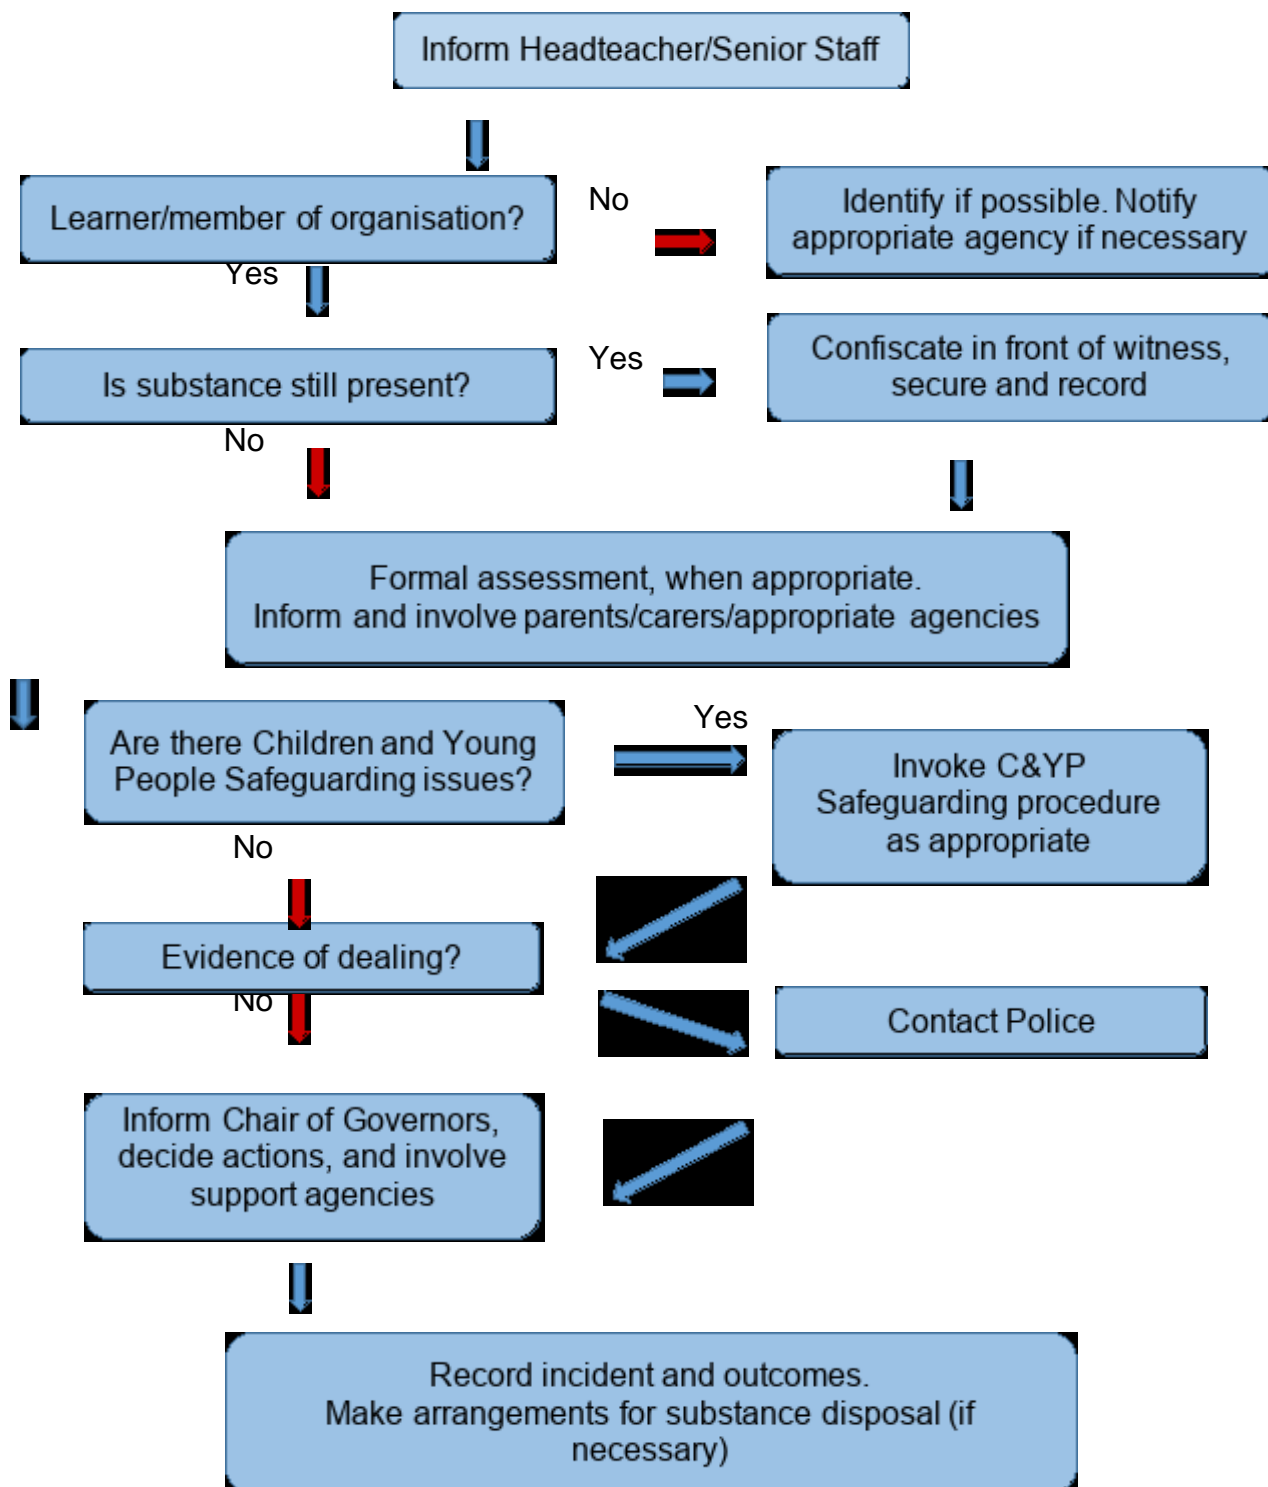 Inform Headteacher/Senior Staff
Learner/member of organisation?
No
Identify if possible. Notify
appropriate agency if necessary
Yes
Is substance still present?
Yes
Confiscate in front of witness,
secure and record
No
Formal assessment, when appropriate.
Inform and involve parents/carers/appropriate agencies
Are there Children and Young
People Safeguarding issues?
Yes
Invoke C&YP
Safeguarding procedure
as appropriate
No
Evidence of dealing?
No
Contact Police
Inform Chair of Governors,
decide actions, and involve
support agencies
Record incident and outcomes.
Make arrangements for substance disposal (if
necessary)